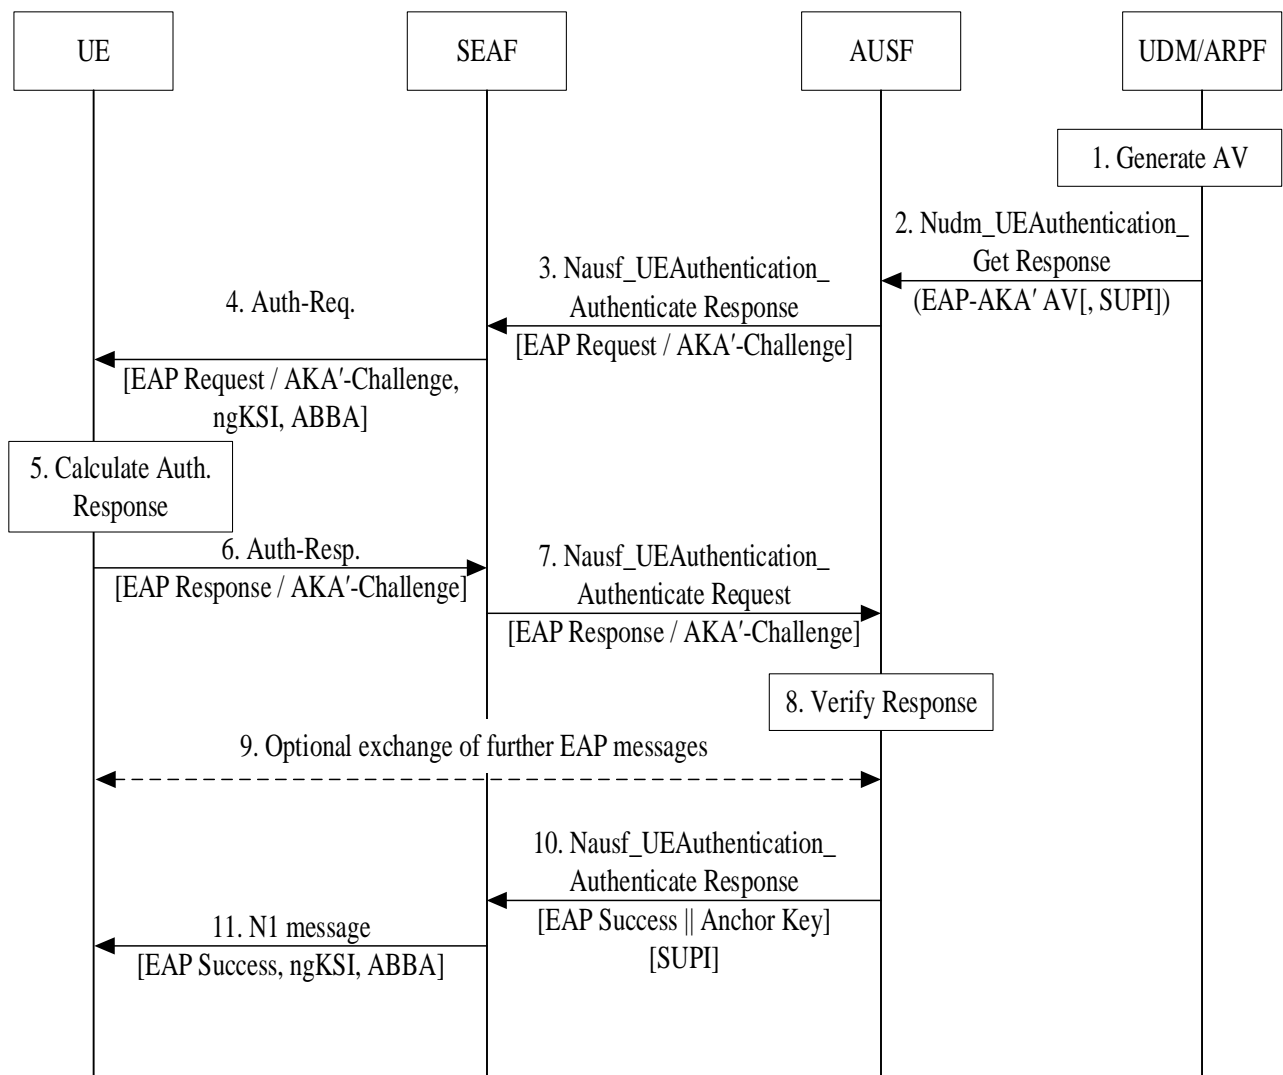 UE
SEAF
AUSF
UDM/ARPF
1. Generate AV
2. Nudm_UEAuthentication_
Get Response
(EAP-AKA′ AV[, SUPI])
3. Nausf_UEAuthentication_
Authenticate Response
[EAP Request / AKA′-Challenge]
4. Auth-Req.
[EAP Request / AKA′-Challenge,
ngKSI, ABBA]
5. Calculate Auth.
Response
6. Auth-Resp.
[EAP Response / AKA′-Challenge]
7. Nausf_UEAuthentication_
Authenticate Request
[EAP Response / AKA′-Challenge]
8. Verify Response
9. Optional exchange of further EAP messages
10. Nausf_UEAuthentication_
Authenticate Response
[EAP Success || Anchor Key]
[SUPI]
11. N1 message
[EAP Success, ngKSI, ABBA]